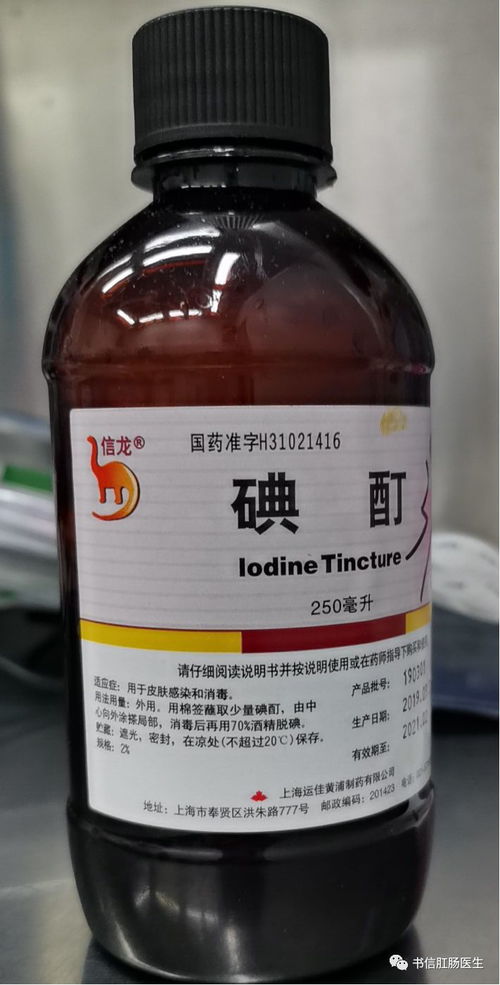 信龙®
国药准字H31021416
碘 酊
Iodine Tincture
250毫升
请仔细阅读说明书并按说明使用或在药师指导下购买和使用
适应症：用于皮肤感染和消毒。
用法用量：外用。用棉签蘸取少量碘酊，由中
心向外涂搽局部，消毒后再用70%酒精脱碘。
贮藏：遮光，密封，在凉处(不超过20℃)保存。
规格：2%
产品批号：190301
生产日期：2019.
有效期至：2021.
上海运佳黄浦制药有限公司
地址：上海市奉贤区洪朱路777号 邮政编码：201423 电话：
书信肛肠医生